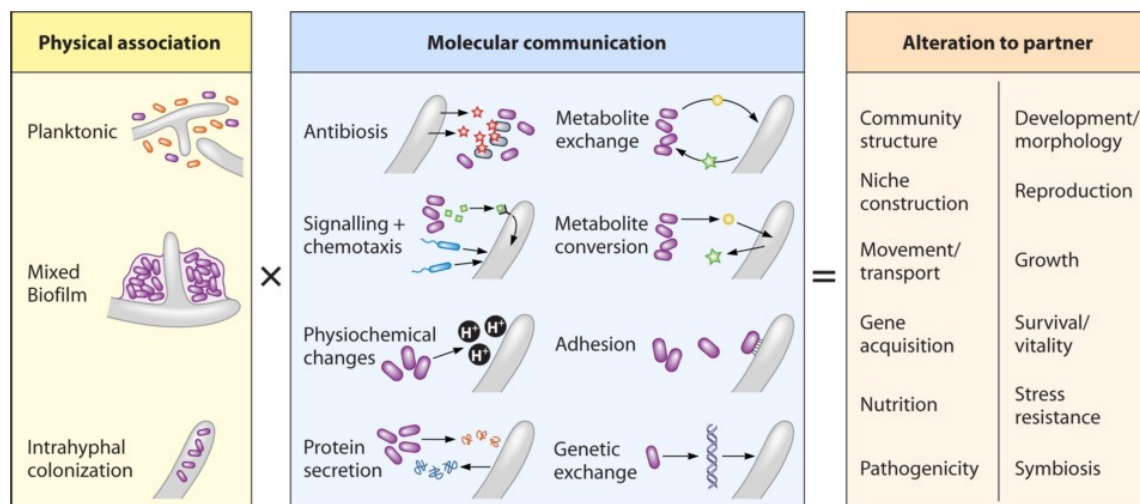 Physical association
Planktonic
Mixed
Biofilm
Intrahyphal
colonization
×
Molecular communication
Antibiosis
Metabolite
exchange
Signalling +
chemotaxis
Metabolite
conversion
Physiochemical
changes
H+
H+
H+
Adhesion
Protein
secretion
Genetic
exchange
=
Alteration to partner
Community
structure
Development/
morphology
Niche
construction
Reproduction
Movement/
transport
Growth
Gene
acquisition
Survival/
vitality
Nutrition
Stress
resistance
Pathogenicity
Symbiosis